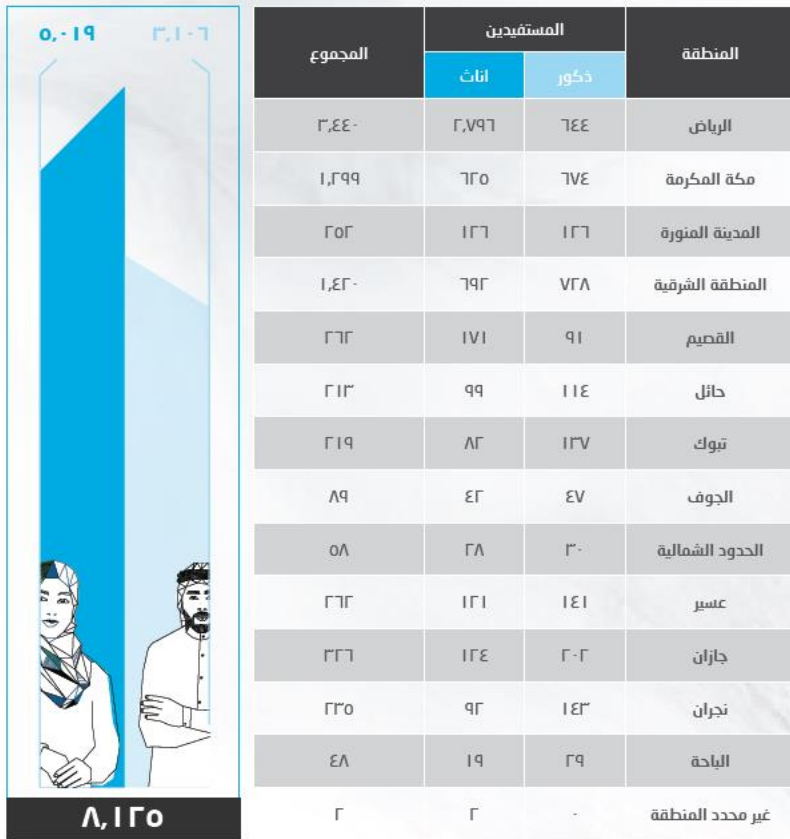 المنطقة المستفيدين المجموع
ذكور اناث
الرياض ٦٤٤ ٢,٧٩٦ ٣,٤٤٠
مكة المكرمة ٦٧٤ ٦٢٥ ١,٢٩٩
المدينة المنورة ١٢٦ ١٢٦ ٢٥٢
المنطقة الشرقية ٧٢٨ ٦٩٢ ١,٤٢٠
القصيم ٩١ ١٧١ ٢٦٢
حائل ١١٤ ٩٩ ٢١٣
تبوك ١٣٧ ٨٢ ٢١٩
الجوف ٤٧ ٤٢ ٨٩
الحدود الشمالية ٣٠ ٢٨ ٥٨
عسير ١٤١ ١٢١ ٢٦٢
جازان ٢٠٢ ١٢٤ ٣٢٦
نجران ١٤٣ ٩٢ ٢٣٥
الباحة ٢٩ ١٩ ٤٨
غير محدد المنطقة ٠ ٢ ٢
٣,١٠٦ ٥,٠١٩
٨,١٢٥